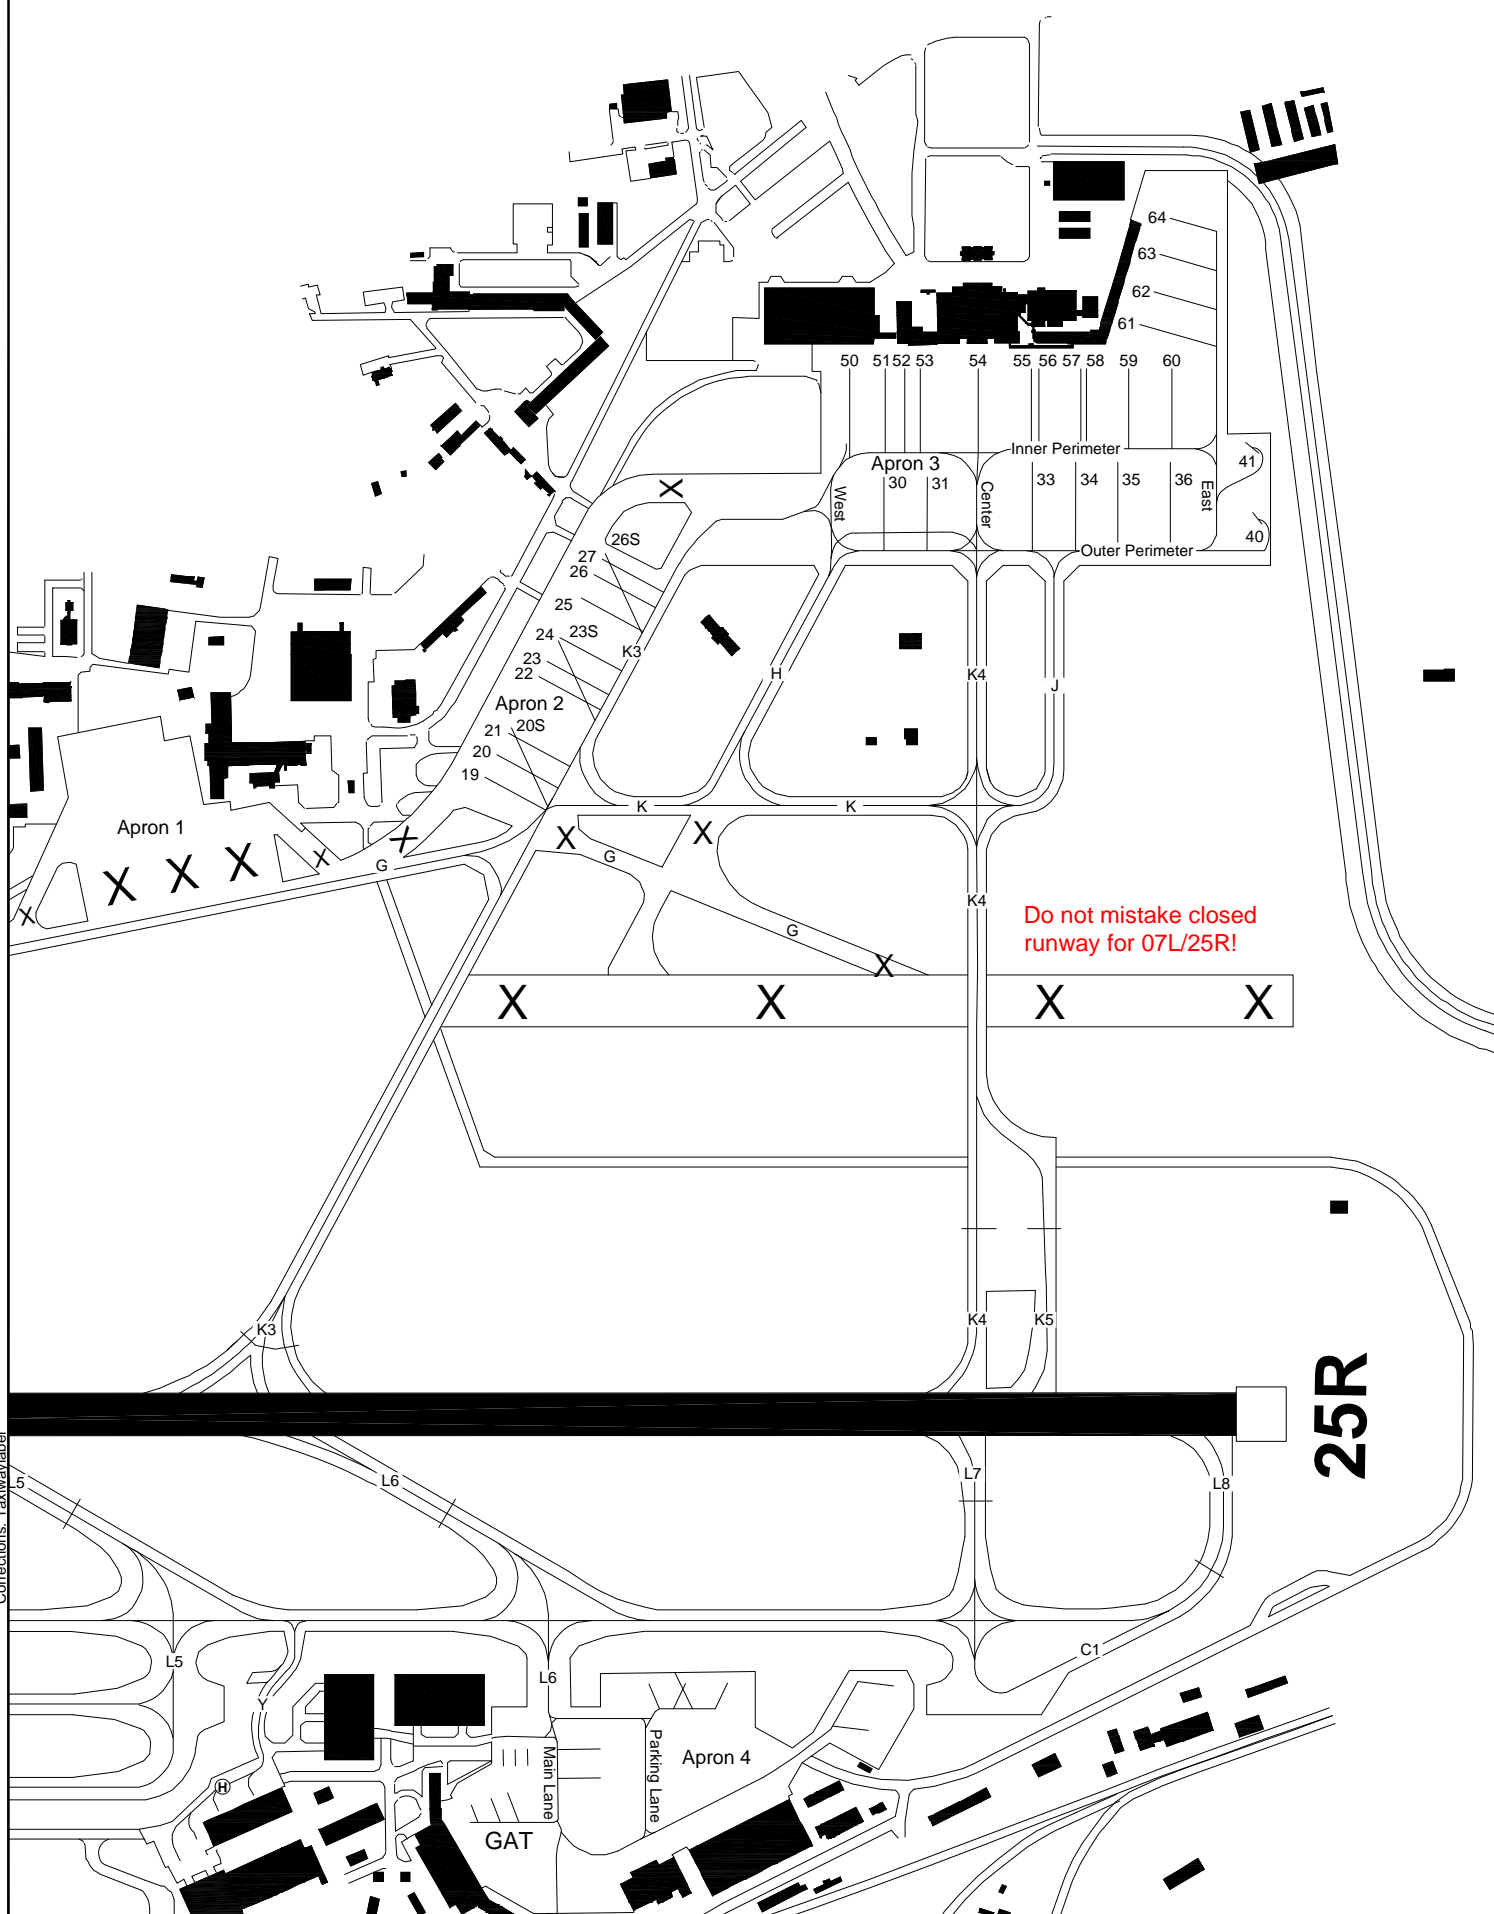 64
63
62
61
50
51
52
53
54
55
56
57
58
59
60
Inner Perimeter
Apron 3
41
30
31
33
34
35
36
West
Center
East
40
Outer Perimeter
26S
27
26
25
24
23S
K3
23
22
H
K4
J
Apron 2
21
20S
20
19
K
K
Apron 1
X
X
X
X
X
X
X
X
X
G
G
K4
Do not mistake closed
runway for 07L/25R!
G
X
X
X
X
X
X
K3
K4
K5
25R
Corrections: Taxiwaylabel
L5
L6
L7
L8
L5
L6
C1
Y
H
Main Lane
Parking Lane
Apron 4
GAT